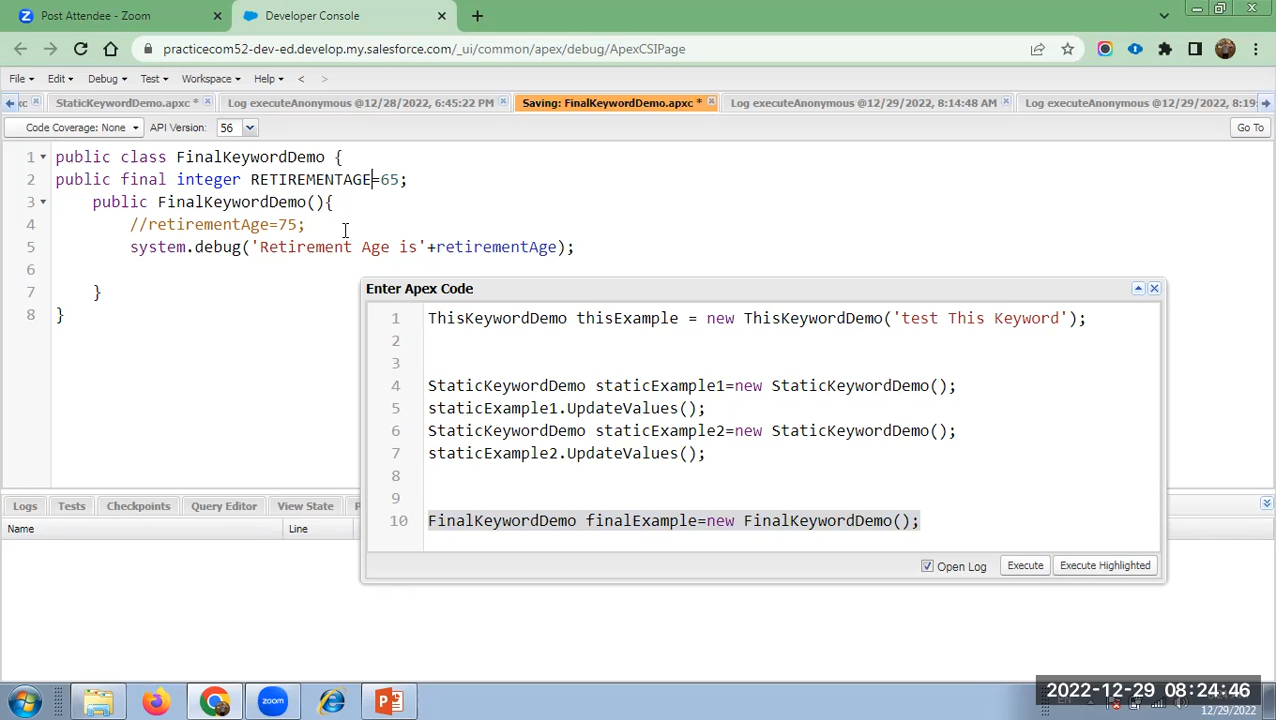 Post Attendee - Zoom
Developer Console
practicecom52-dev-ed.develop.my.salesforce.com/_ui/common/apex/debug/ApexCSIPage
File Edit Debug Test Workspace Help < >
xc StaticKeywordDemo.apxc * Log executeAnonymous @12/28/2022, 6:45:22 PM Saving: FinalKeywordDemo.apxc * Log executeAnonymous @12/29/2022, 8:14:48 AM Log executeAnonymous @12/29/2022, 8:19:
Code Coverage: None API Version: 56 Go To
1 public class FinalKeywordDemo {
2 public final integer RETIREMENTAGE=65;
3 public FinalKeywordDemo(){
4 //retirementAge=75;
5 system.debug('Retirement Age is'+retirementAge);
6
7 }
8 }
Enter Apex Code
1 ThisKeywordDemo thisExample = new ThisKeywordDemo('test This Keyword');
2
3
4 StaticKeywordDemo staticExample1=new StaticKeywordDemo();
5 staticExample1.UpdateValues();
6 StaticKeywordDemo staticExample2=new StaticKeywordDemo();
7 staticExample2.UpdateValues();
8
9
10 FinalKeywordDemo finalExample=new FinalKeywordDemo();
Open Log Execute Execute Highlighted
Logs Tests Checkpoints Query Editor View State P
Name Line
zoom
2022-12-29 08:24:46
12/29/2022